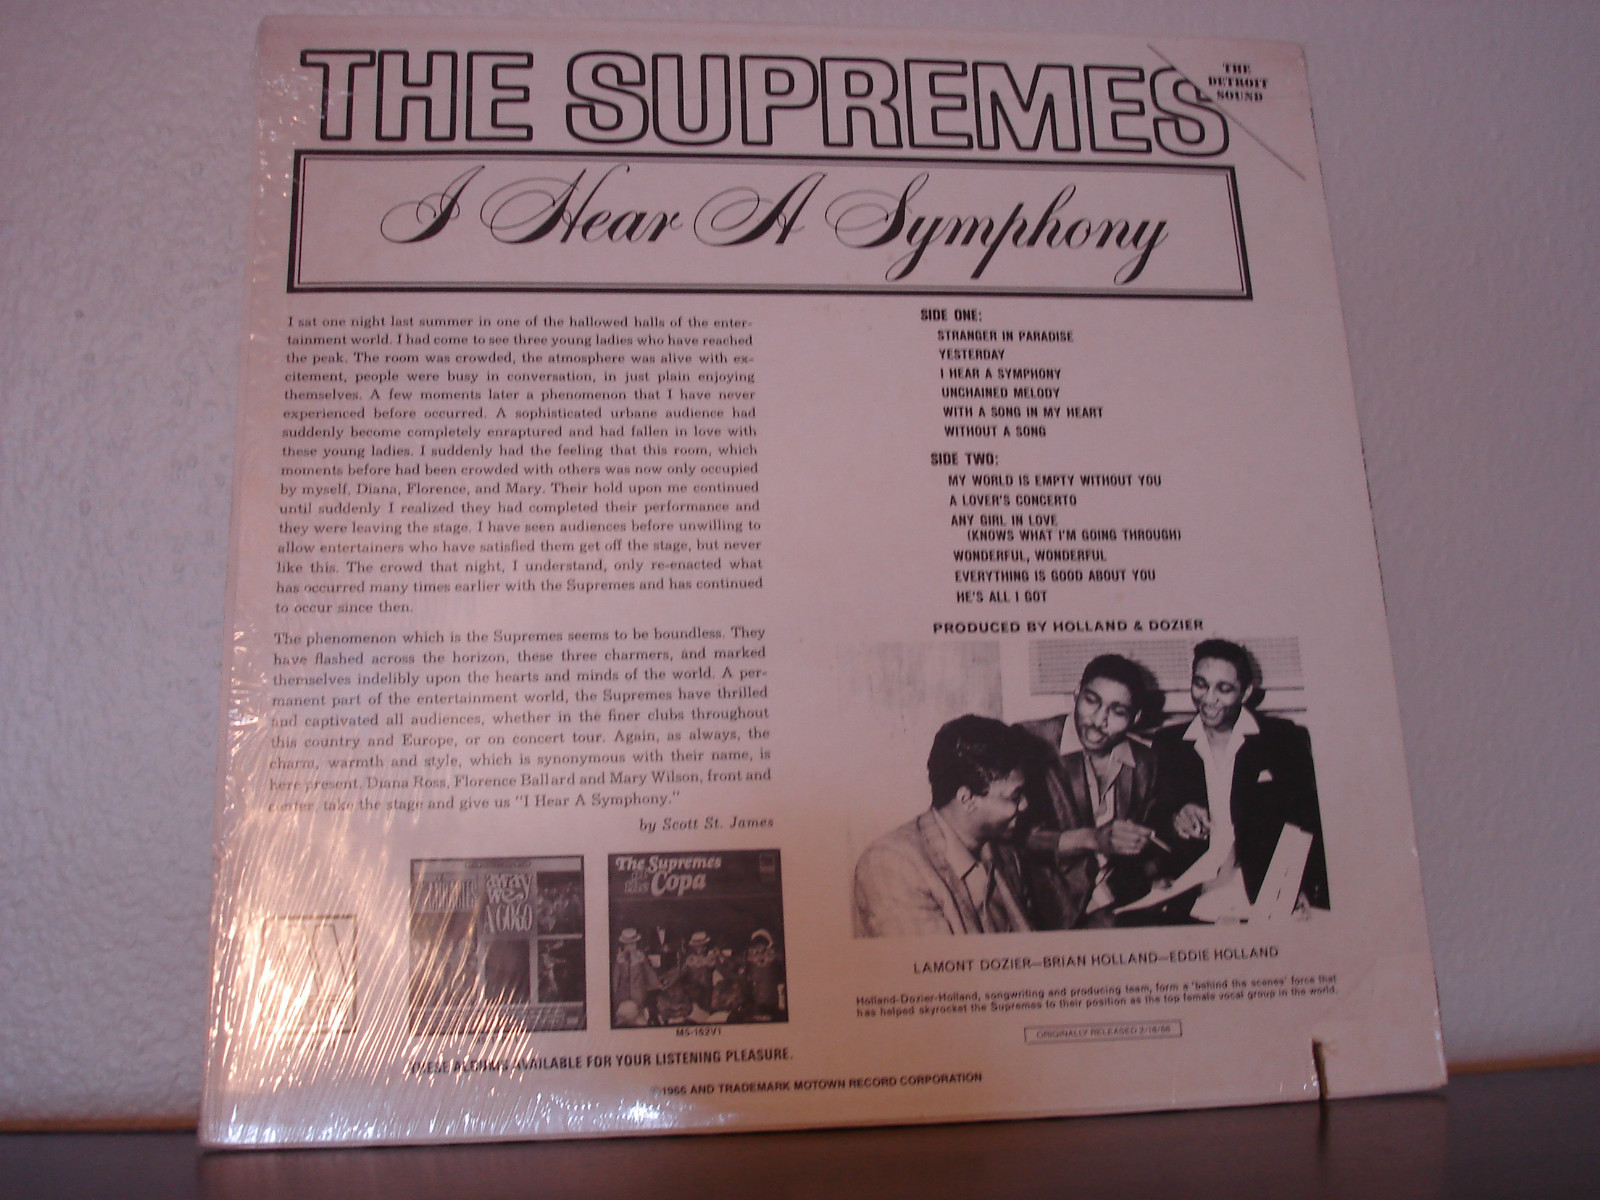 THE SUPREMES
THE
DETROIT
SOUND
I Hear A Symphony
I sat one night last summer in one of the hallowed halls of the enter-
tainment world. I had come to see three young ladies who have reached
the peak. The room was crowded, the atmosphere was alive with ex-
citement, people were busy in conversation, in just plain enjoying
themselves. A few moments later a phenomenon that I have never
experienced before occurred. A sophisticated urbane audience had
suddenly become completely enraptured and had fallen in love with
these young ladies. I suddenly had the feeling that this room, which
moments before had been crowded with others was now only occupied
by myself, Diana, Florence, and Mary. Their hold upon me continued
until suddenly I realized they had completed their performance and
they were leaving the stage. I have seen audiences before unwilling to
allow entertainers who have satisfied them get off the stage, but never
like this. The crowd that night, I understand, only re-enacted what
has occurred many times earlier with the Supremes and has continued
to occur since then.
The phenomenon which is the Supremes seems to be boundless. They
have flashed across the horizon, these three charmers, and marked
themselves indelibly upon the hearts and minds of the world. A per-
manent part of the entertainment world, the Supremes have thrilled
and captivated all audiences, whether in the finer clubs throughout
this country and Europe, or on concert tour. Again, as always, the
charm, warmth and style, which is synonymous with their name, is
here present. Diana Ross, Florence Ballard and Mary Wilson, front and
center, take the stage and give us "I Hear A Symphony."
by Scott St. James
SIDE ONE:
STRANGER IN PARADISE
YESTERDAY
I HEAR A SYMPHONY
UNCHAINED MELODY
WITH A SONG IN MY HEART
WITHOUT A SONG
SIDE TWO:
MY WORLD IS EMPTY WITHOUT YOU
A LOVER'S CONCERTO
ANY GIRL IN LOVE
(KNOWS WHAT I'M GOING THROUGH)
WONDERFUL, WONDERFUL
EVERYTHING IS GOOD ABOUT YOU
HE'S ALL I GOT
PRODUCED BY HOLLAND & DOZIER
LAMONT DOZIER—BRIAN HOLLAND—EDDIE HOLLAND
Holland-Dozier-Holland, songwriting and producing team, form a 'behind the scenes' force that
has helped skyrocket the Supremes to their position as the top female vocal group in the world.
ORIGINALLY RELEASED 2/18/66
away
A GOGO
The Supremes
Copa
M5-162V1
THESE ALBUMS AVAILABLE FOR YOUR LISTENING PLEASURE.
©1966 AND TRADEMARK MOTOWN RECORD CORPORATION